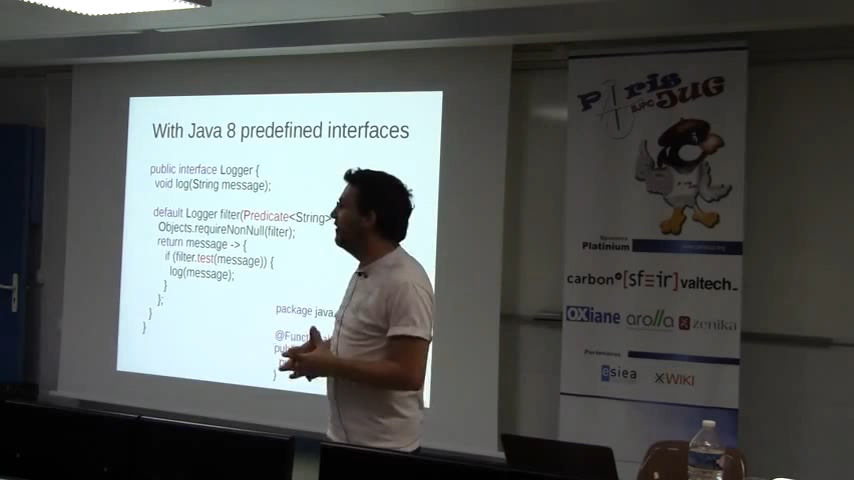 With Java 8 predefined interfaces
public interface Logger {
void log(String message);
default Logger filter(Predicate<String>
Objects.requireNonNull(filter);
return message -> {
if (filter.test(message)) {
log(message);
}
};
}
}
package java.
}
Paris
JUG
Platinium
carbon
[sfeir]
valtech_
OXiane
arolla
zenika
Partenaires
esiea
XWIKI